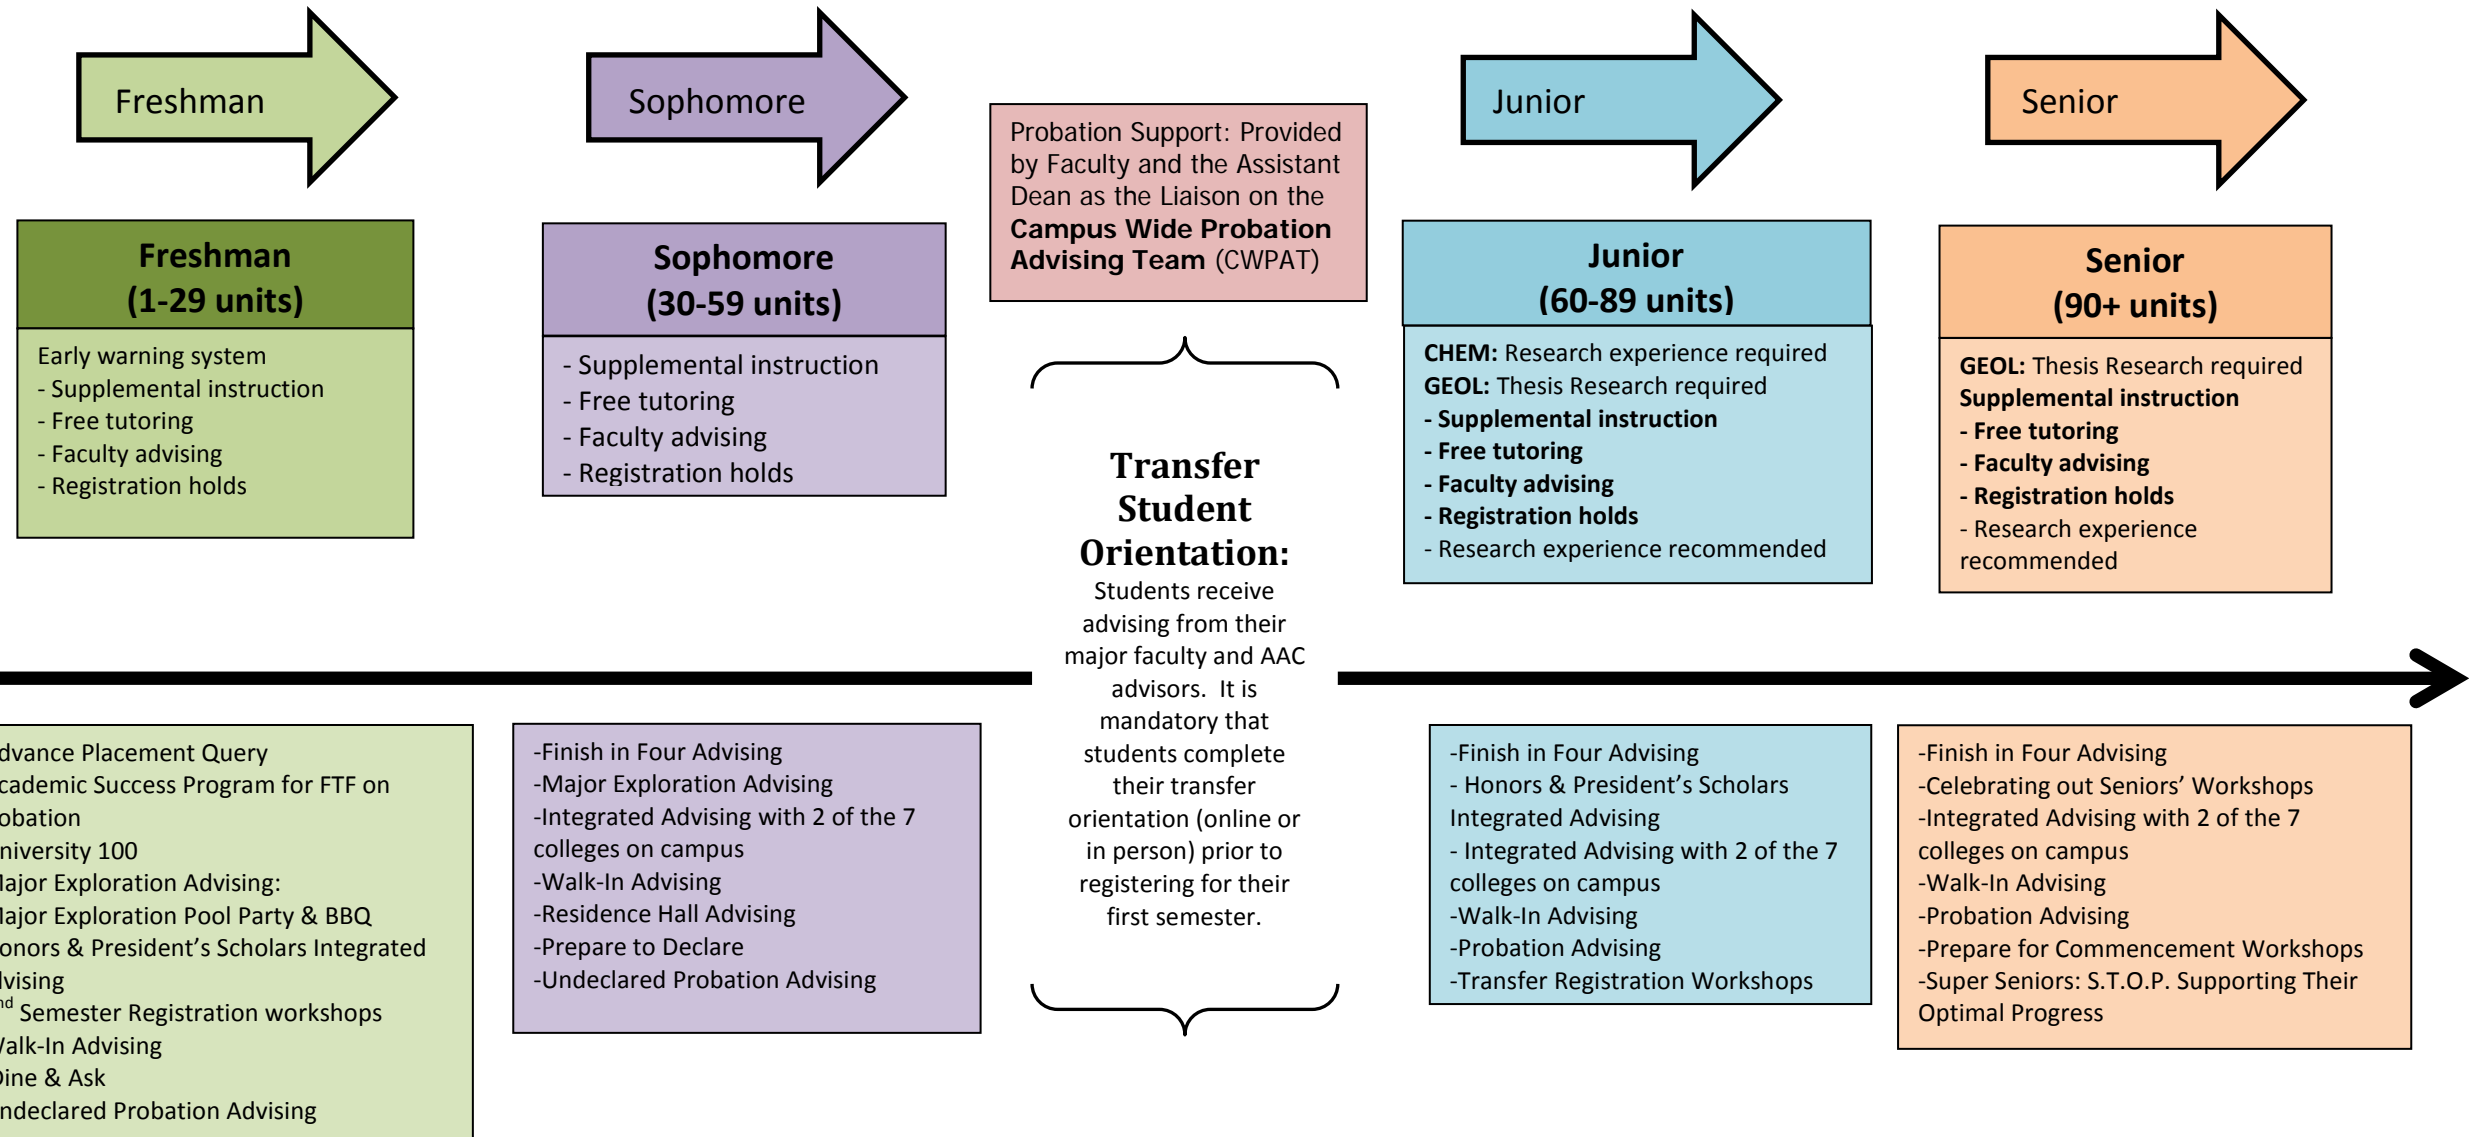 Freshman
Sophomore
Junior
Senior
Probation Support: Provided
by Faculty and the Assistant
Dean as the Liaison on the
Campus Wide Probation
Advising Team (CWPAT)
Freshman
(1-29 units)
Early warning system
- Supplemental instruction
- Free tutoring
- Faculty advising
- Registration holds
Sophomore
(30-59 units)
- Supplemental instruction
- Free tutoring
- Faculty advising
- Registration holds
Junior
(60-89 units)
CHEM: Research experience required
GEOL: Thesis Research required
- Supplemental instruction
- Free tutoring
- Faculty advising
- Registration holds
- Research experience recommended
Senior
(90+ units)
GEOL: Thesis Research required
Supplemental instruction
- Free tutoring
- Faculty advising
- Registration holds
- Research experience
recommended
Transfer
Student
Orientation:
Students receive
advising from their
major faculty and AAC
advisors.  It is
mandatory that
students complete
their transfer
orientation (online or
in person) prior to
registering for their
first semester.
dvance Placement Query
cademic Success Program for FTF on
obation
niversity 100
Major Exploration Advising:
Major Exploration Pool Party & BBQ
onors & President’s Scholars Integrated
dvising
nd Semester Registration workshops
Walk-In Advising
Dine & Ask
ndeclared Probation Advising
-Finish in Four Advising
-Major Exploration Advising
-Integrated Advising with 2 of the 7
colleges on campus
-Walk-In Advising
-Residence Hall Advising
-Prepare to Declare
-Undeclared Probation Advising
-Finish in Four Advising
- Honors & President’s Scholars
Integrated Advising
- Integrated Advising with 2 of the 7
colleges on campus
-Walk-In Advising
-Probation Advising
-Transfer Registration Workshops
-Finish in Four Advising
-Celebrating out Seniors’ Workshops
-Integrated Advising with 2 of the 7
colleges on campus
-Walk-In Advising
-Probation Advising
-Prepare for Commencement Workshops
-Super Seniors: S.T.O.P. Supporting Their
Optimal Progress